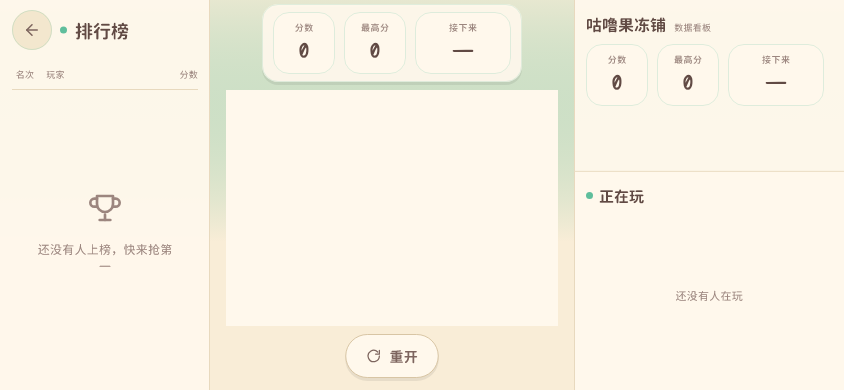 排行榜
名次 玩家 分数
还没有人上榜，快来抢第
一
分数 最高分 接下来
0 0 —
重开
咕噜果冻铺 数据看板
分数 最高分 接下来
0 0 —
正在玩
还没有人在玩